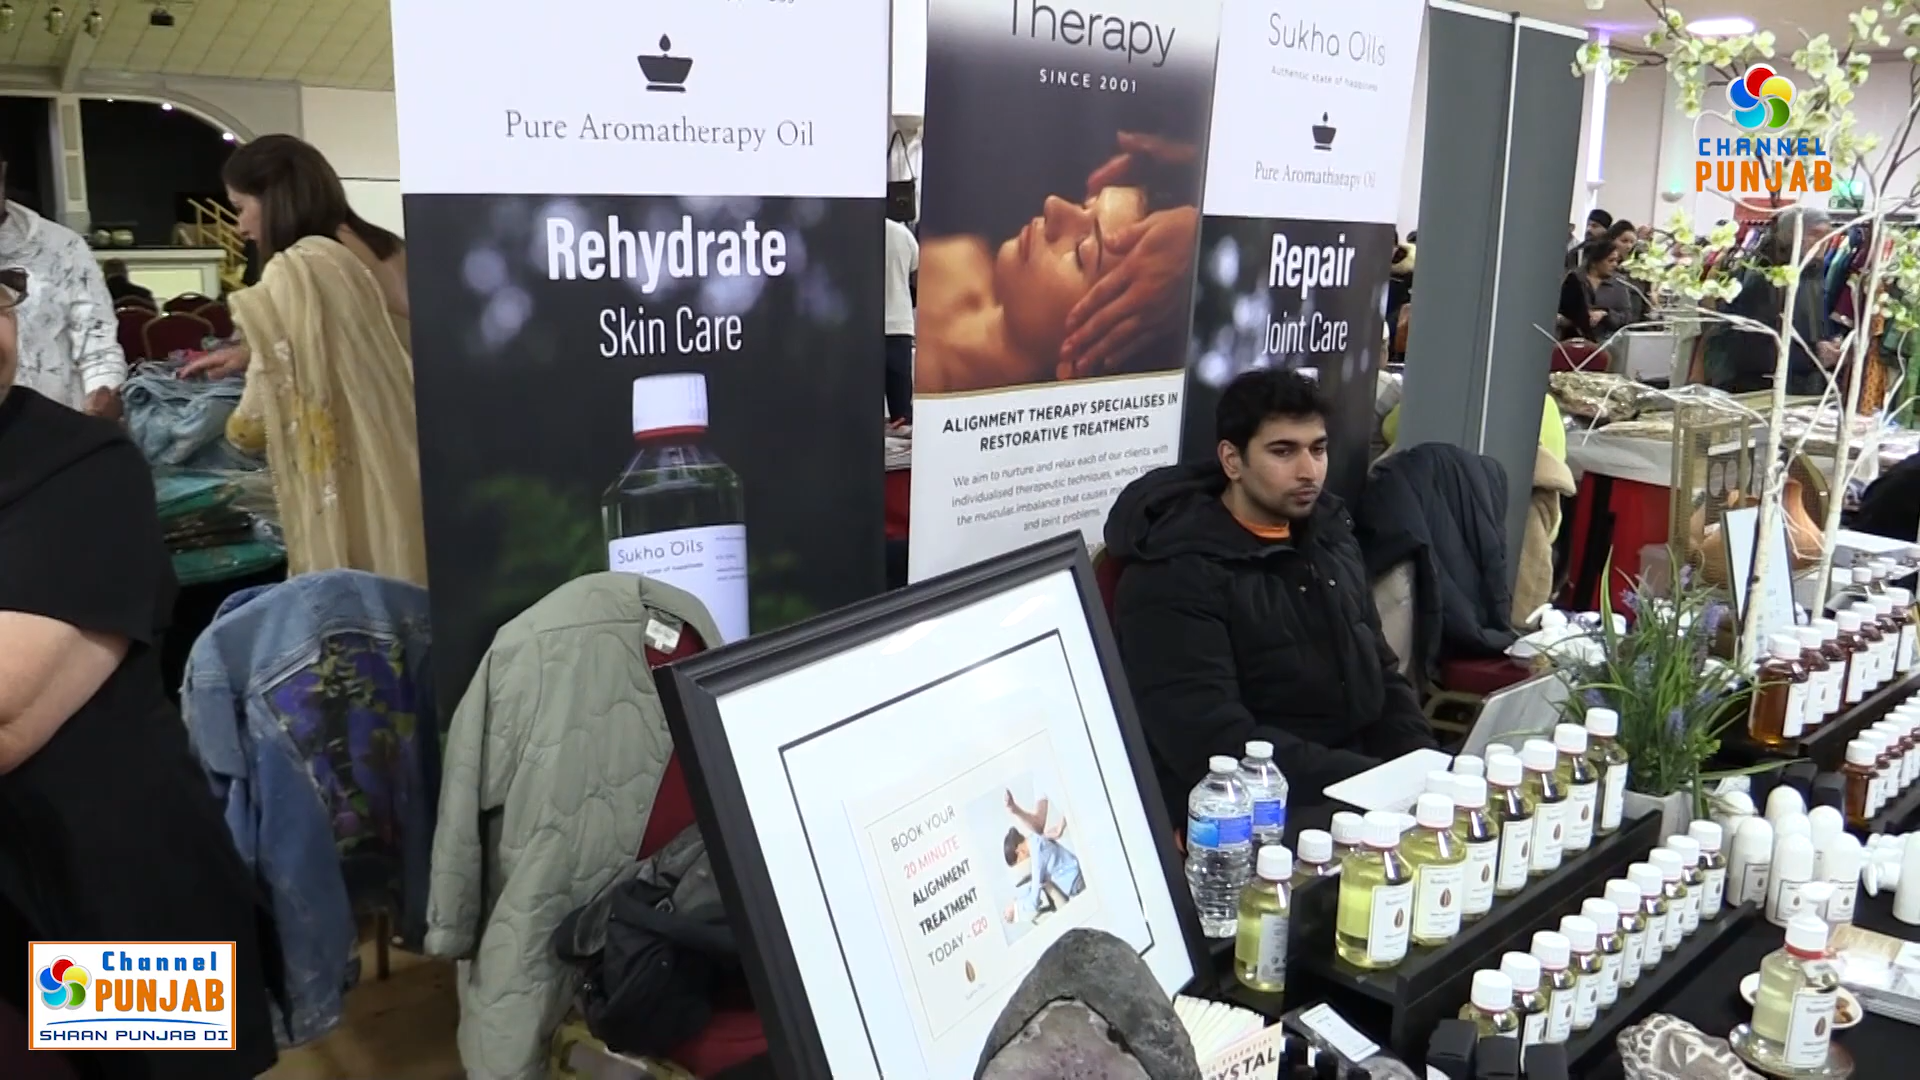 Pure Aromatherapy Oil
Rehydrate
Skin Care
Sukha Oils
Therapy
SINCE 2001
ALIGNMENT THERAPY SPECIALISES IN
RESTORATIVE TREATMENTS
We aim to nurture and relax each of our clients with
individualised therapeutic techniques, which
the muscular imbalance that causes
and joint problems.
Sukha Oils
Authentic state of happiness
Pure Aromatherapy Oil
Repair
Joint Care
CHANNEL
PUNJAB
BOOK YOUR
20 MINUTE
ALIGNMENT
TREATMENT
TODAY - £20
CRYSTAL
Channel
PUNJAB
SHAAN PUNJAB DI